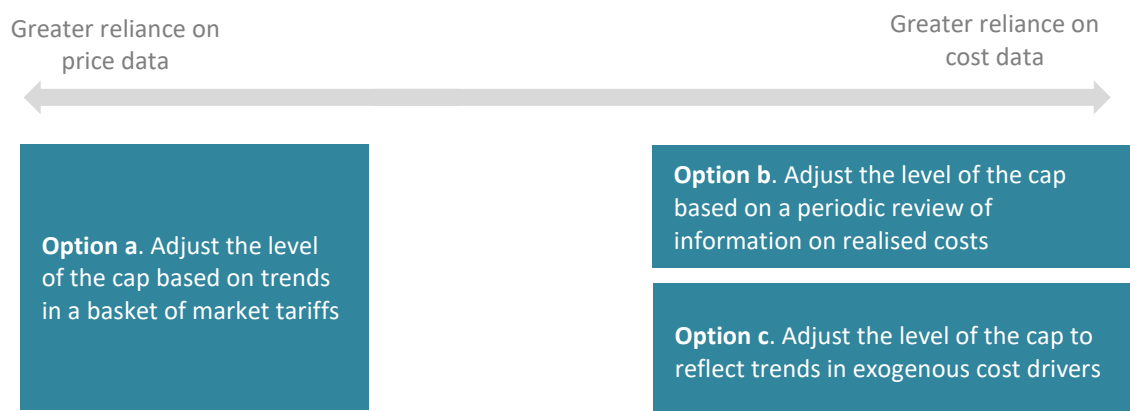 Greater reliance on
price data
Greater reliance on
cost data
Option a. Adjust the level
of the cap based on trends
in a basket of market tariffs
Option b. Adjust the level of the cap
based on a periodic review of
information on realised costs
Option c. Adjust the level of the cap to
reflect trends in exogenous cost drivers